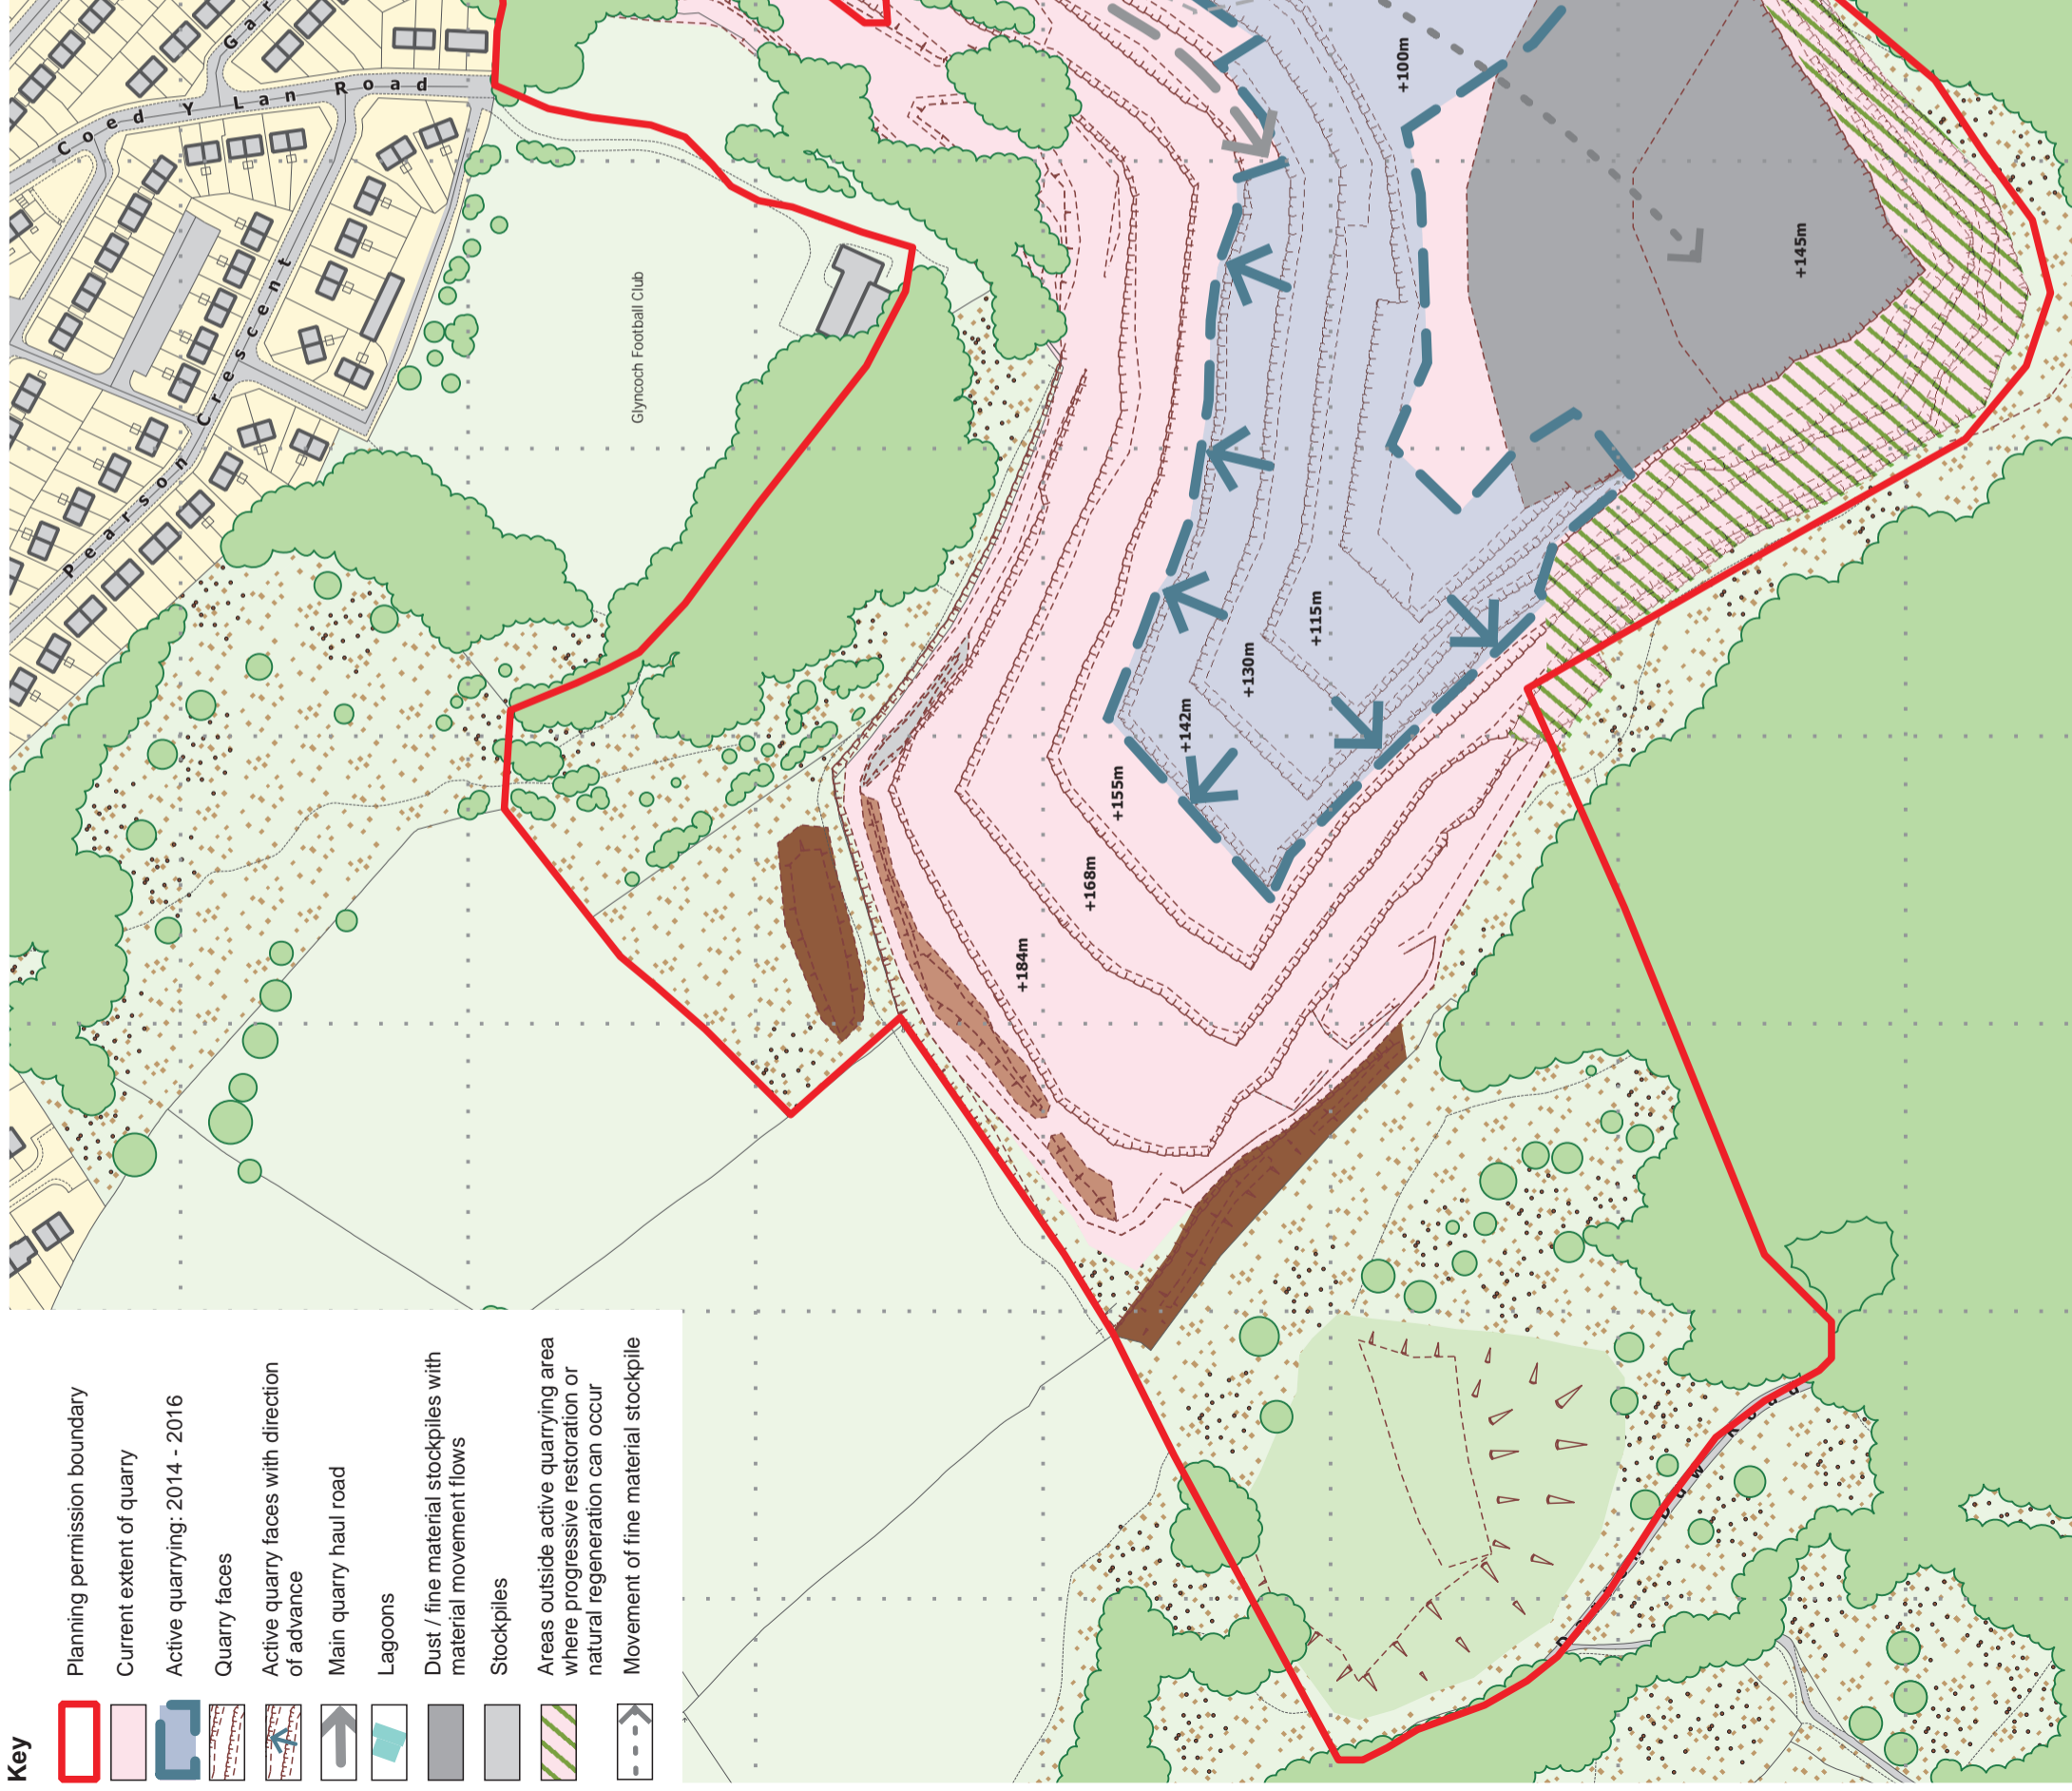 Key
Planning permission boundary
Current extent of quarry
Active quarrying: 2014 - 2016
Quarry faces
Active quarry faces with direction
of advance
Main quarry haul road
Lagoons
Dust / fine material stockpiles with
material movement flows
Stockpiles
Areas outside active quarrying area
where progressive restoration or
natural regeneration can occur
Movement of fine material stockpile
Coed Y Lan Road
Gar
Pearson Crescent
Glyncoch Football Club
+184m
+168m
+155m
+142m
+130m
+115m
+100m
+145m